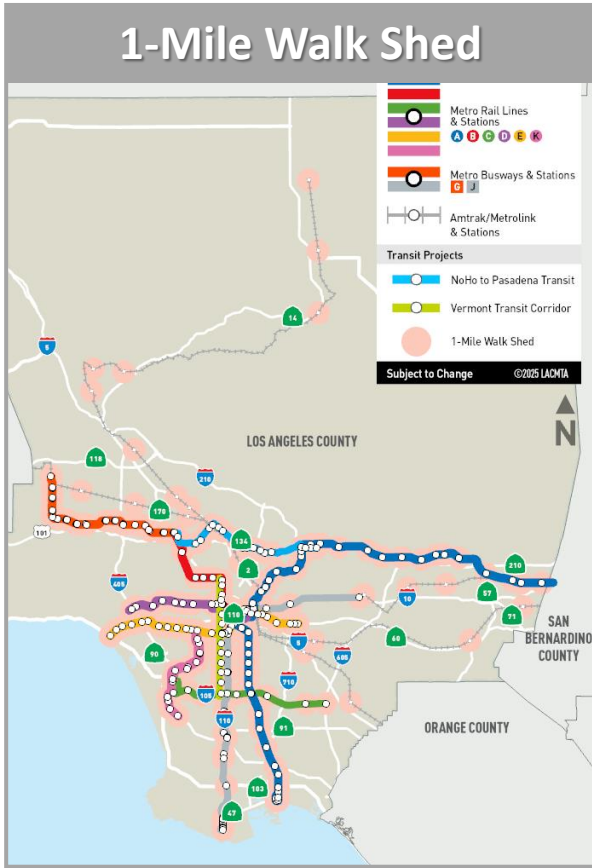 1-Mile Walk Shed
Metro Rail Lines
& Stations
A B C D E K
Metro Busways & Stations
G J
Amtrak/Metrolink
& Stations
Transit Projects
NoHo to Pasadena Transit
Vermont Transit Corridor
1-Mile Walk Shed
Subject to Change ©2025 LACMTA
N
14
5
LOS ANGELES COUNTY
118
210
170
101
134
2
210
405
10
57
110
71
SAN
BERNARDINO
COUNTY
5
60
605
90
710
105
110
91
ORANGE COUNTY
103
47